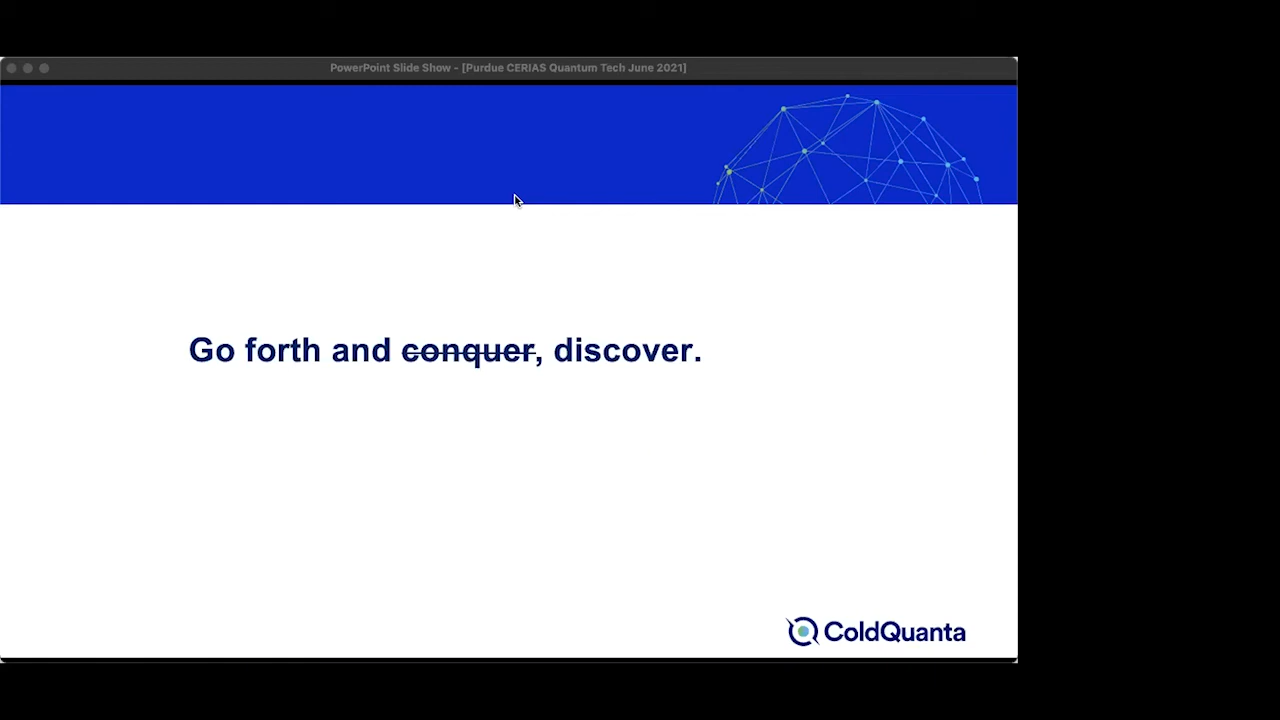 PowerPoint Slide Show - [Purdue CERIAS Quantum Tech June 2021]
Go forth and conquer, discover.
ColdQuanta